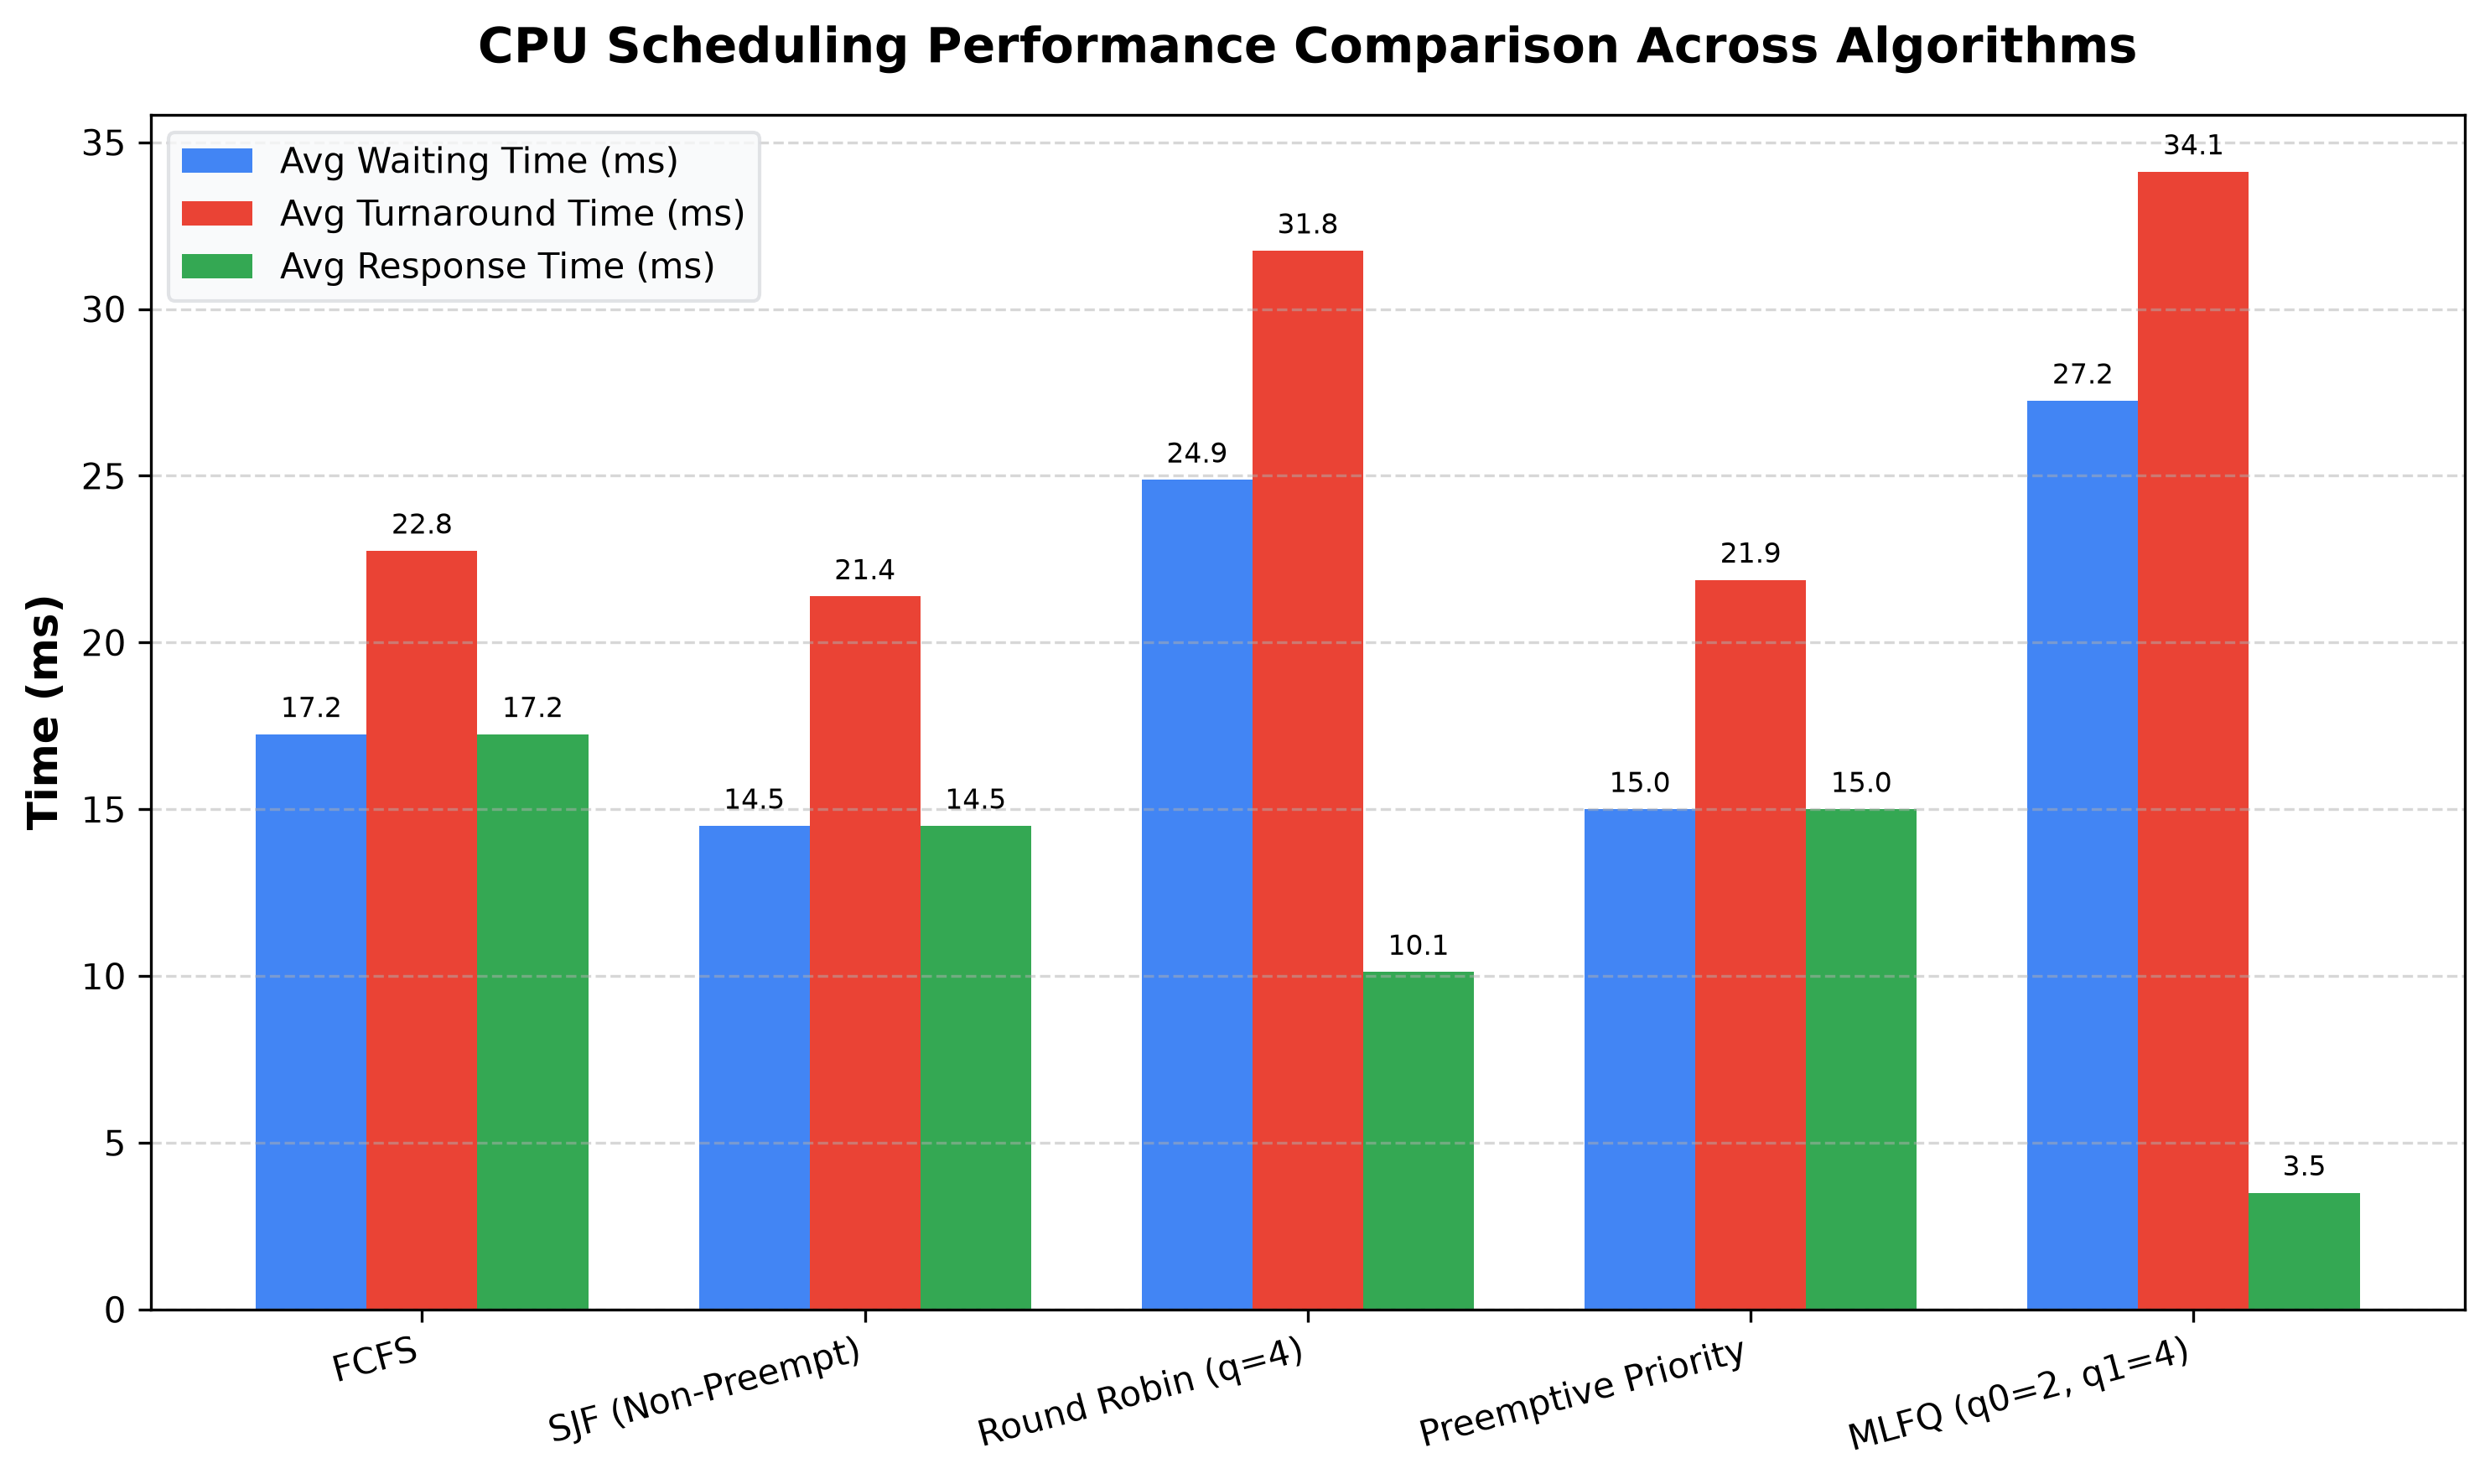 CPU Scheduling Performance Comparison Across Algorithms
Avg Waiting Time (ms)
Avg Turnaround Time (ms)
Avg Response Time (ms)
Time (ms)
35
30
25
20
15
10
5
0
17.2
22.8
17.2
14.5
21.4
14.5
24.9
31.8
10.1
15.0
21.9
15.0
27.2
34.1
3.5
FCFS
SJF (Non-Preempt)
Round Robin (q=4)
Preemptive Priority
MLFQ (q0=2, q1=4)